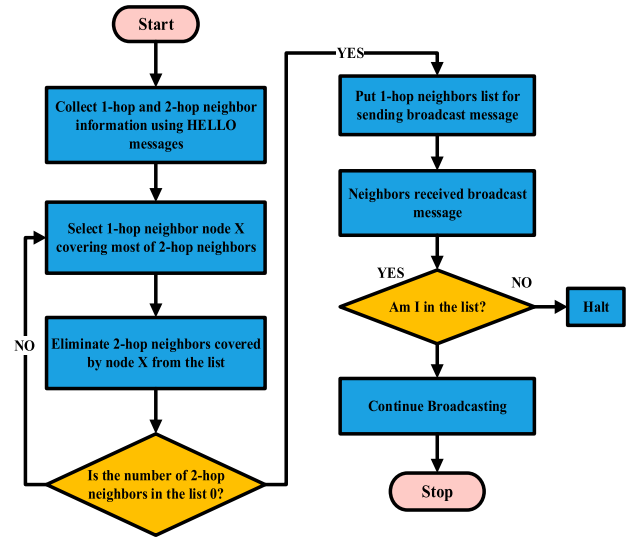 Start
Collect 1-hop and 2-hop neighbor
information using HELLO
messages
Select 1-hop neighbor node X
covering most of 2-hop neighbors
NO
Eliminate 2-hop neighbors covered
by node X from the list
Is the number of 2-hop
neighbors in the list 0?
YES
Put 1-hop neighbors list for
sending broadcast message
Neighbors received broadcast
message
YES
NO
Am I in the list?
Halt
Continue Broadcasting
Stop